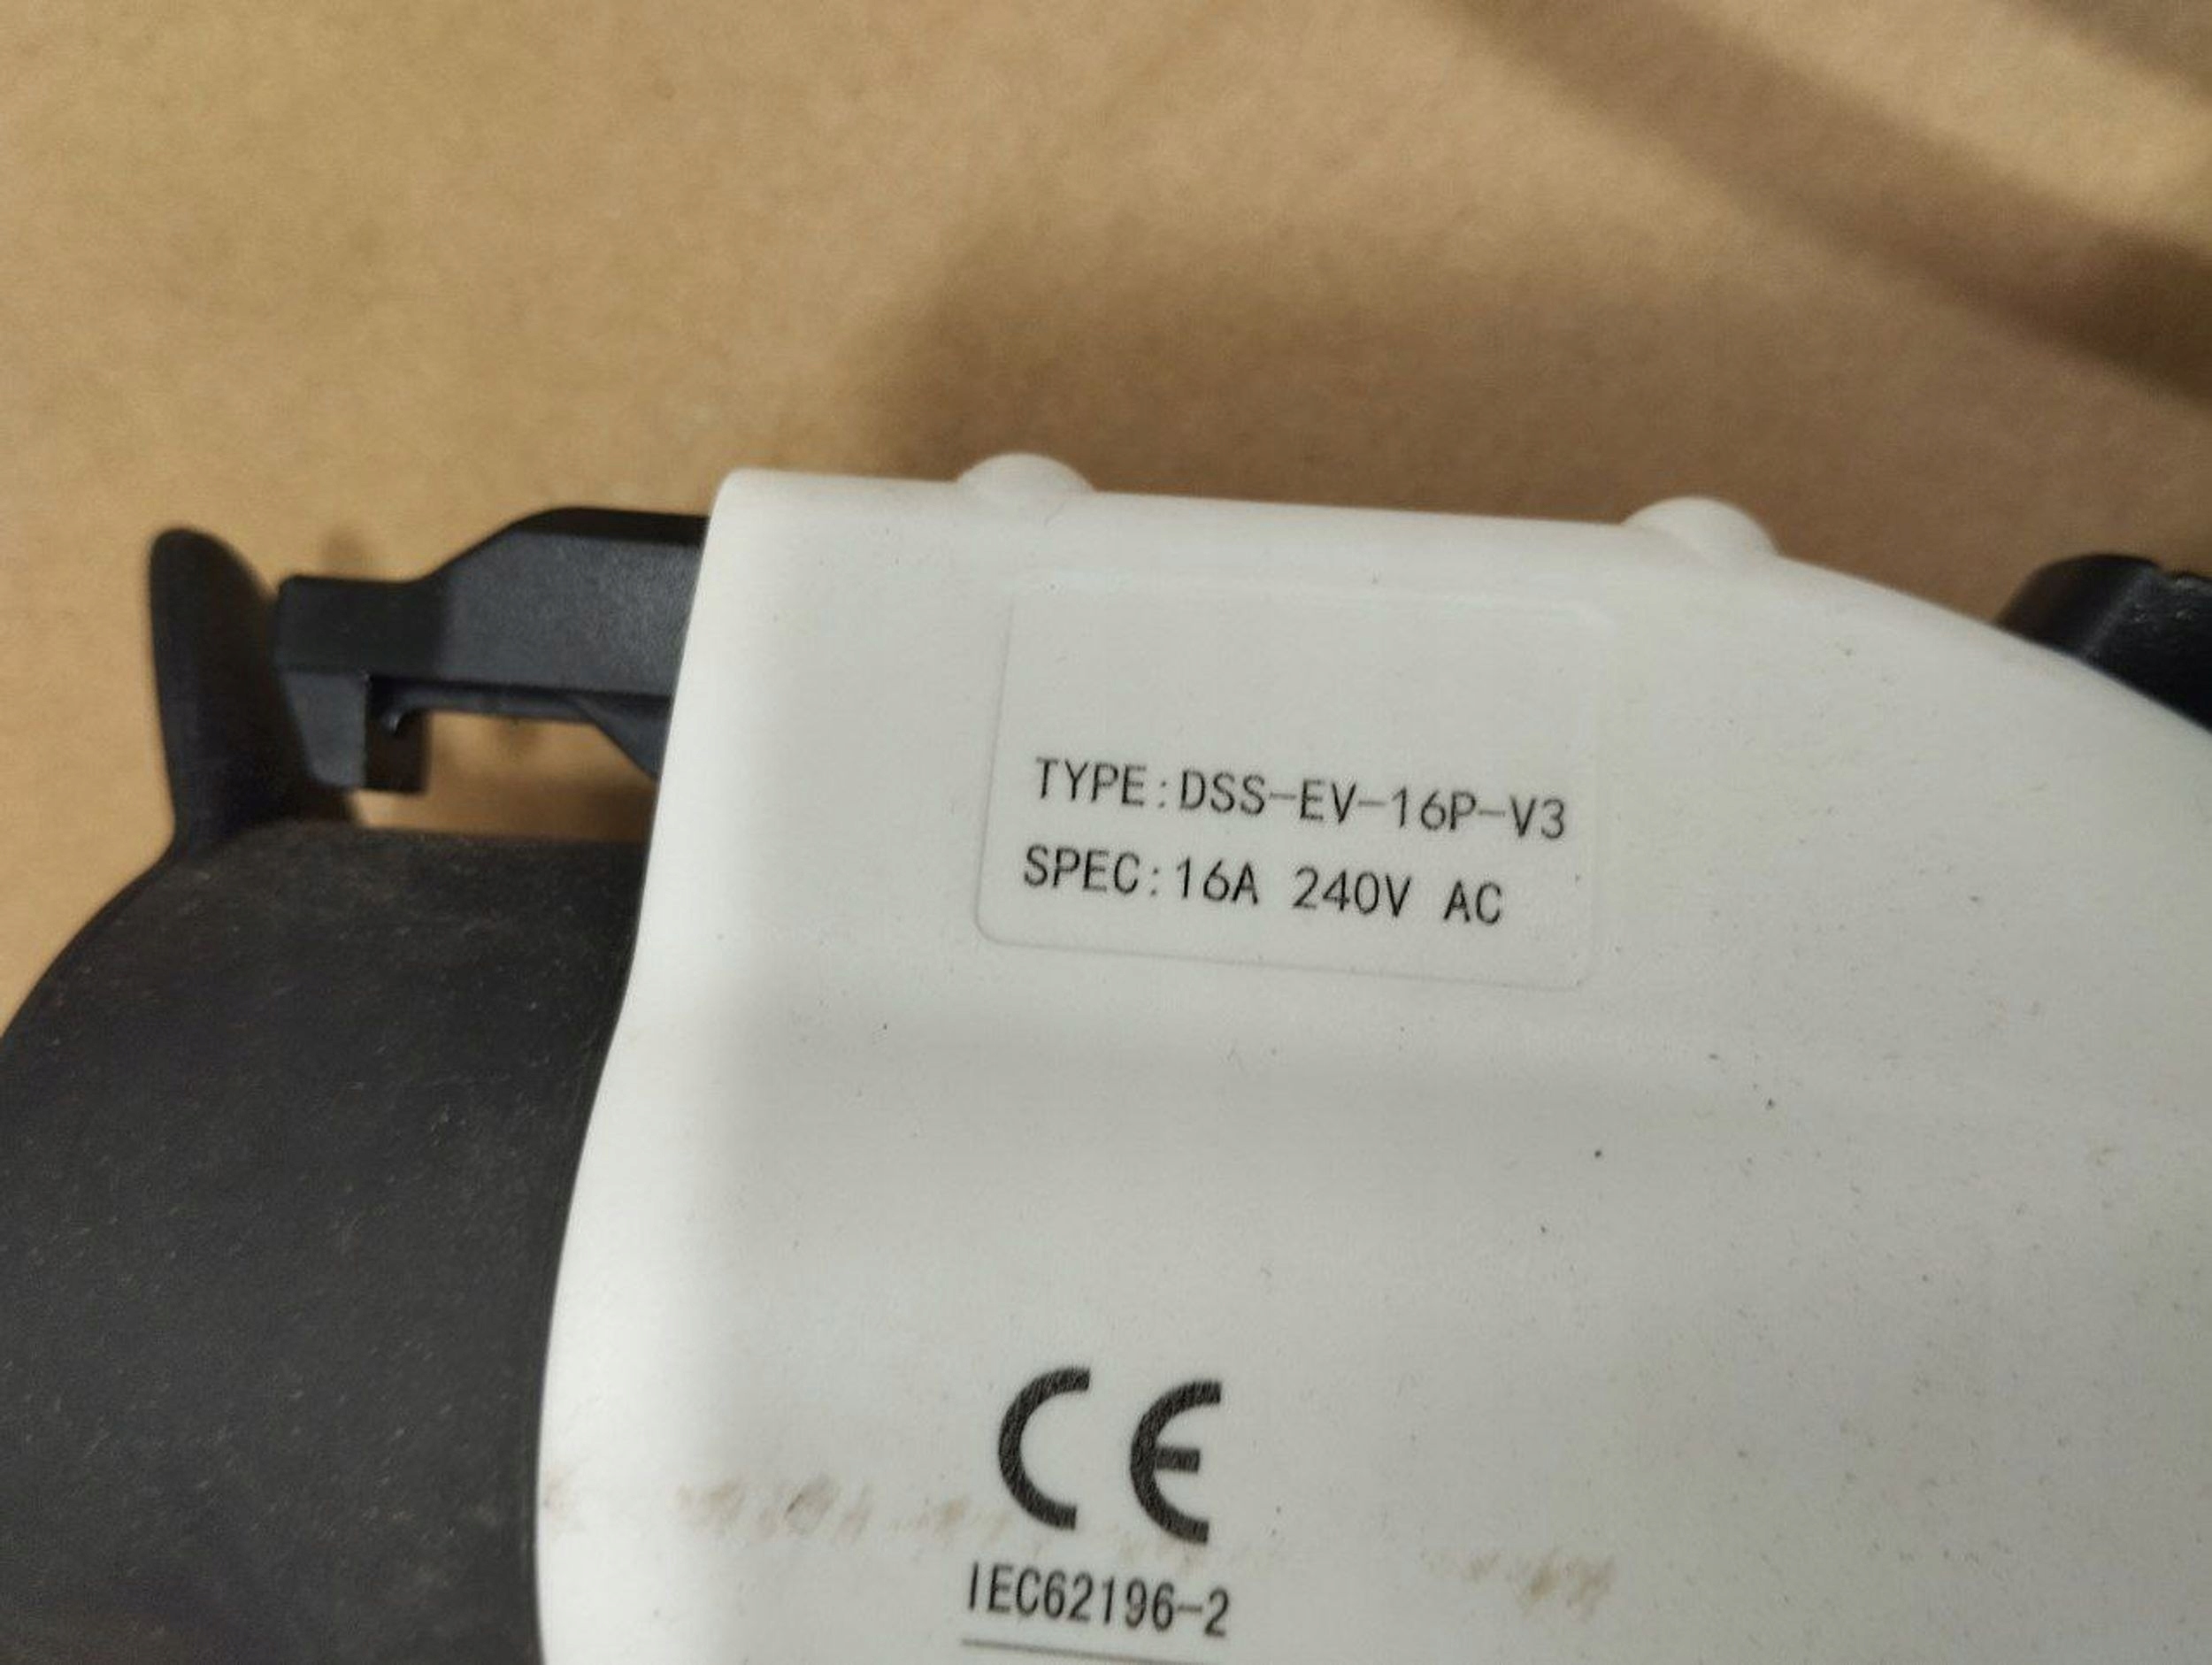 TYPE:DSS-EV-16P-V3
SPEC:16A 240V AC
CE
IEC62196-2